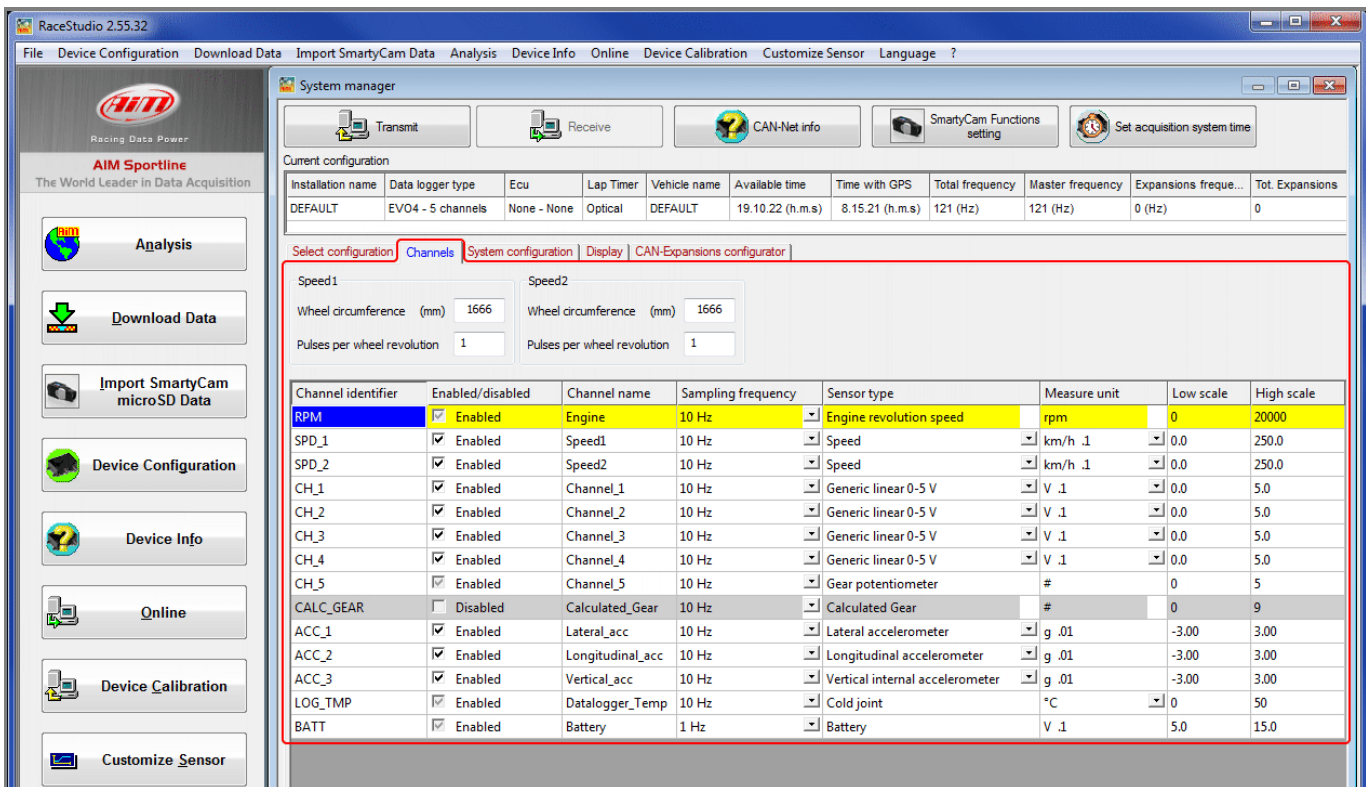 RaceStudio 2.55.32
File Device Configuration Download Data Import SmartyCam Data Analysis Device Info Online Device Calibration Customize Sensor Language ?
AiM
Racing Data Power
AIM Sportline
The World Leader in Data Acquisition
Analysis
Download Data
Import SmartyCam
microSD Data
Device Configuration
Device Info
Online
Device Calibration
Customize Sensor
System manager
Transmit Receive CAN-Net info SmartyCam Functions setting Set acquisition system time
Current configuration
Installation name Data logger type Ecu Lap Timer Vehicle name Available time Time with GPS Total frequency Master frequency Expansions freque... Tot. Expansions
DEFAULT EVO4 - 5 channels None - None Optical DEFAULT 19.10.22 (h.m.s) 8.15.21 (h.m.s) 121 (Hz) 121 (Hz) 0 (Hz) 0
Select configuration Channels System configuration Display CAN-Expansions configurator
Speed1 Speed2
Wheel circumference (mm) 1666 Wheel circumference (mm) 1666
Pulses per wheel revolution 1 Pulses per wheel revolution 1
Channel identifier Enabled/disabled Channel name Sampling frequency Sensor type Measure unit Low scale High scale
RPM Enabled Engine 10 Hz Engine revolution speed rpm 0 20000
SPD_1 Enabled Speed1 10 Hz Speed km/h .1 0.0 250.0
SPD_2 Enabled Speed2 10 Hz Speed km/h .1 0.0 250.0
CH_1 Enabled Channel_1 10 Hz Generic linear 0-5 V V .1 0.0 5.0
CH_2 Enabled Channel_2 10 Hz Generic linear 0-5 V V .1 0.0 5.0
CH_3 Enabled Channel_3 10 Hz Generic linear 0-5 V V .1 0.0 5.0
CH_4 Enabled Channel_4 10 Hz Generic linear 0-5 V V .1 0.0 5.0
CH_5 Enabled Channel_5 10 Hz Gear potentiometer # 0 5
CALC_GEAR Disabled Calculated_Gear 10 Hz Calculated Gear # 0 9
ACC_1 Enabled Lateral_acc 10 Hz Lateral accelerometer g .01 -3.00 3.00
ACC_2 Enabled Longitudinal_acc 10 Hz Longitudinal accelerometer g .01 -3.00 3.00
ACC_3 Enabled Vertical_acc 10 Hz Vertical internal accelerometer g .01 -3.00 3.00
LOG_TMP Enabled Datalogger_Temp 10 Hz Cold joint °C 0 50
BATT Enabled Battery 1 Hz Battery V .1 5.0 15.0